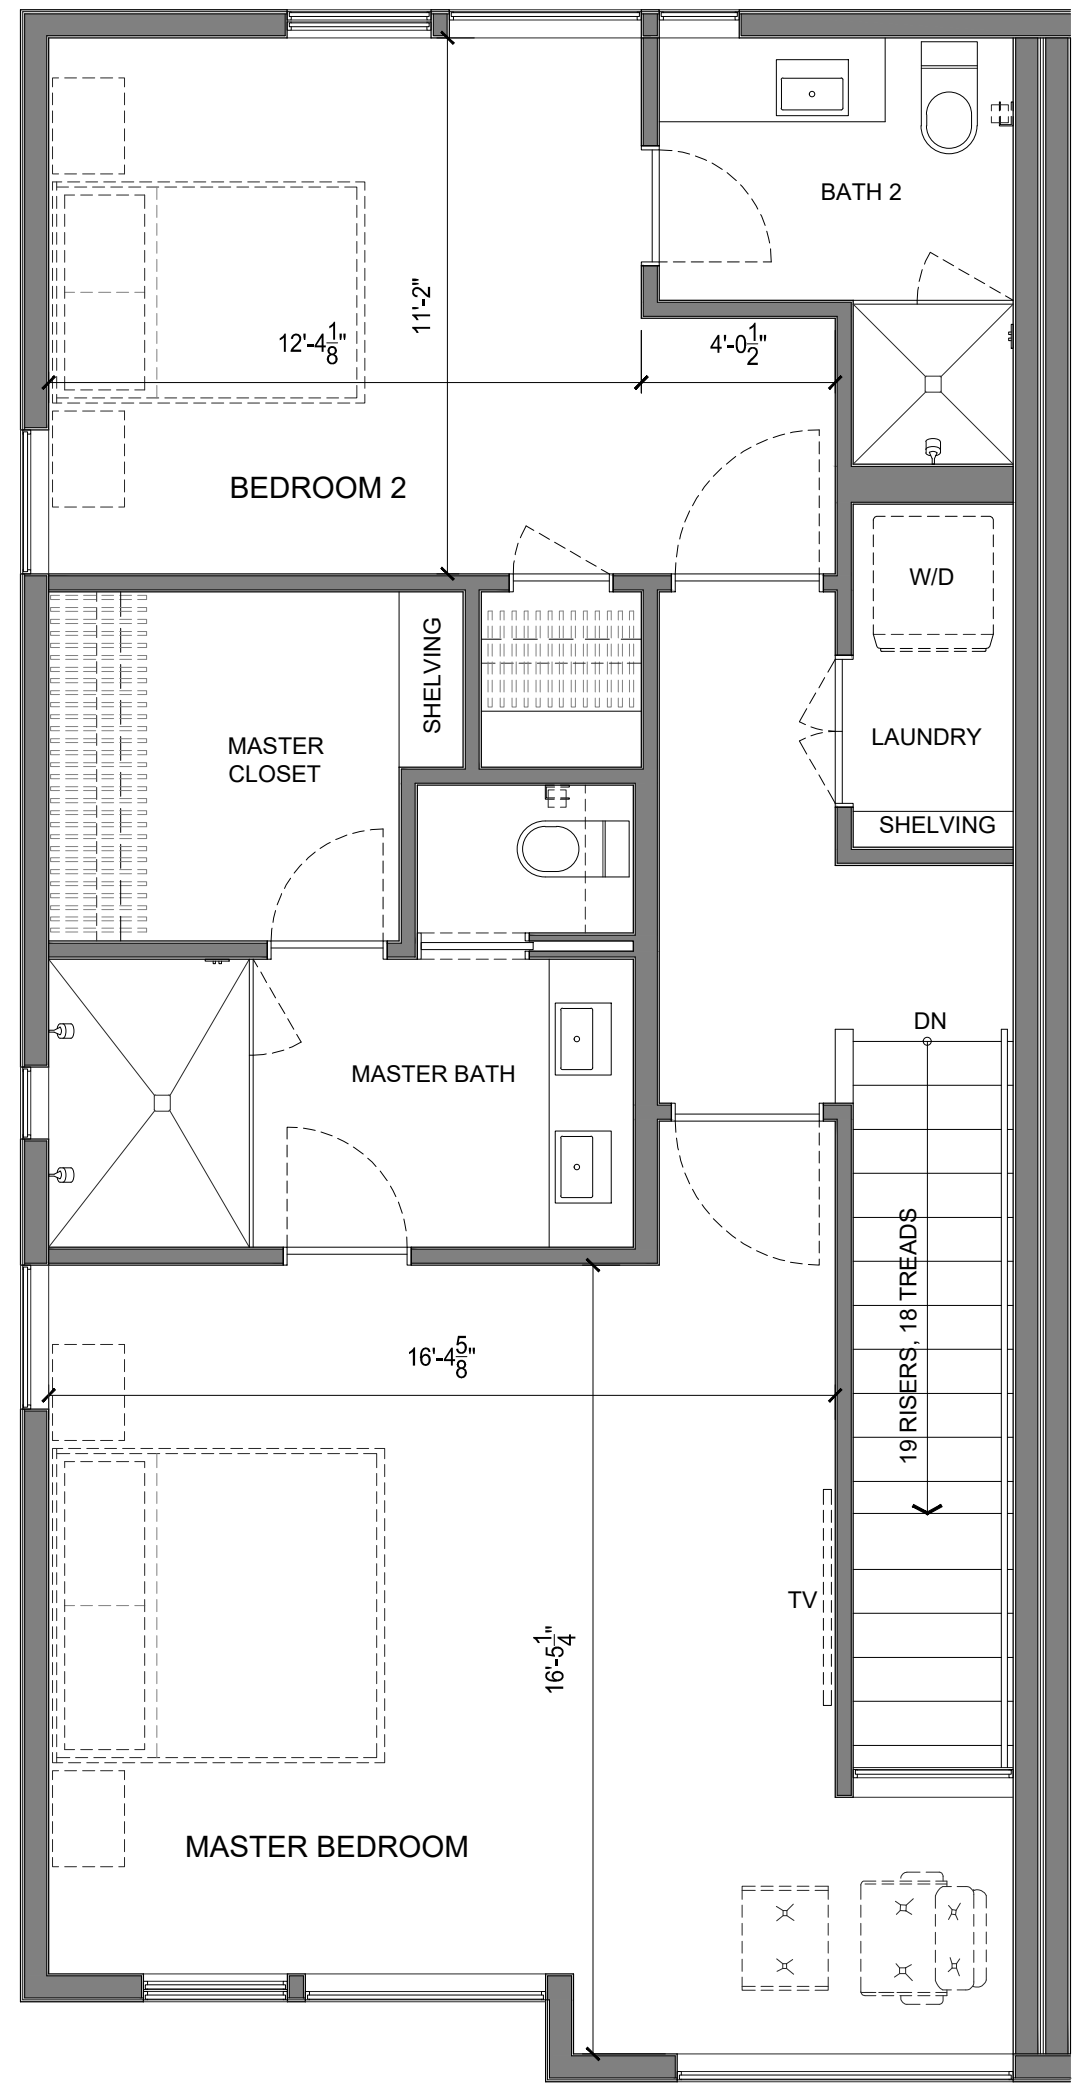 BATH 2
11'-2"
12'-4 1/8"
4'-0 1/2"
BEDROOM 2
W/D
SHELVING
LAUNDRY
MASTER
CLOSET
SHELVING
DN
MASTER BATH
19 RISERS, 18 TREADS
16'-4 5/8"
TV
16'-5 1/4"
MASTER BEDROOM